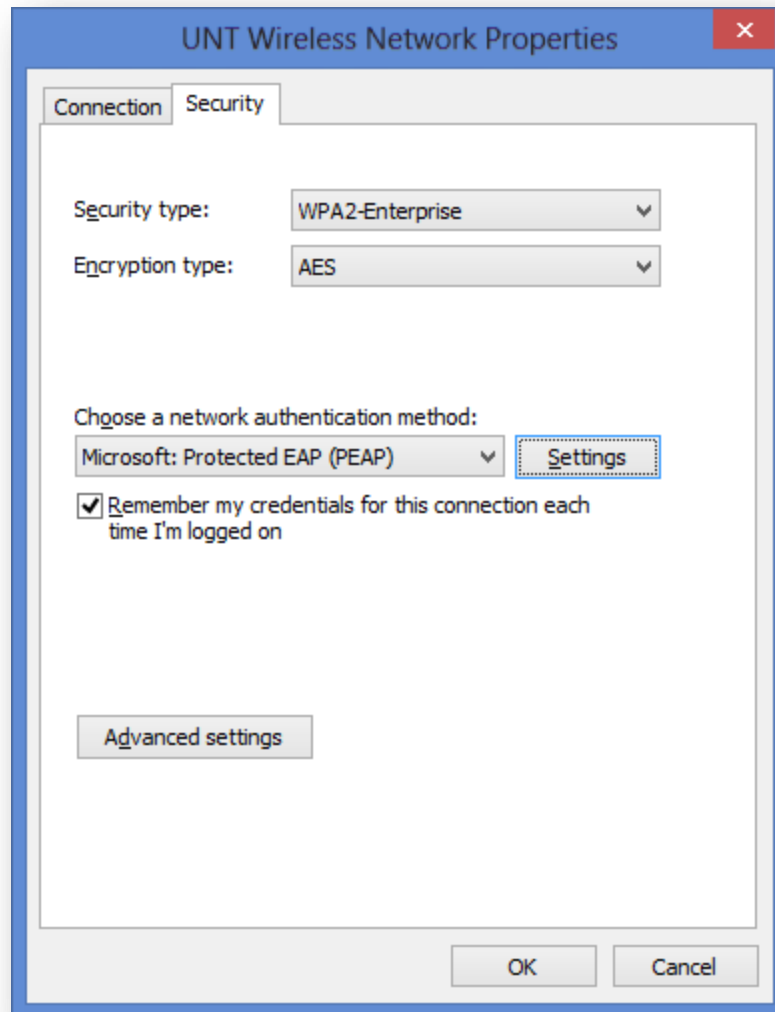 UNT Wireless Network Properties
Connection
Security
Security type:
WPA2-Enterprise
Encryption type:
AES
Choose a network authentication method:
Microsoft: Protected EAP (PEAP)
Settings
Remember my credentials for this connection each
time I'm logged on
Advanced settings
OK
Cancel